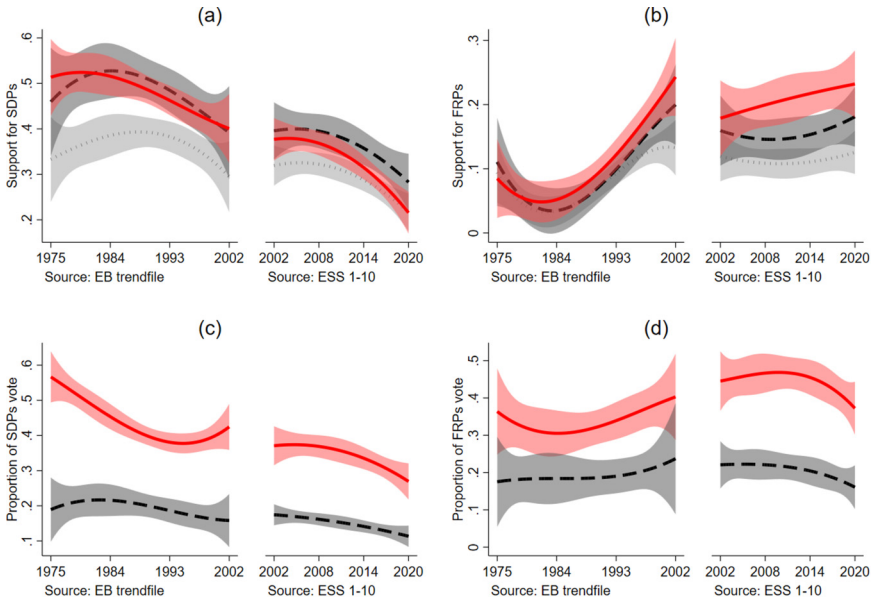 (a)
Support for SDPs
.6
.5
.4
.3
.2
1975 1984 1993 2002
Source: EB trendfile
2002 2008 2014 2020
Source: ESS 1-10
(b)
Support for FRPs
.3
.2
.1
0
1975 1984 1993 2002
Source: EB trendfile
2002 2008 2014 2020
Source: ESS 1-10
(c)
Proportion of SDPs vote
.6
.5
.4
.3
.2
.1
1975 1984 1993 2002
Source: EB trendfile
2002 2008 2014 2020
Source: ESS 1-10
(d)
Proportion of FRPs vote
.5
.4
.3
.2
.1
0
1975 1984 1993 2002
Source: EB trendfile
2002 2008 2014 2020
Source: ESS 1-10